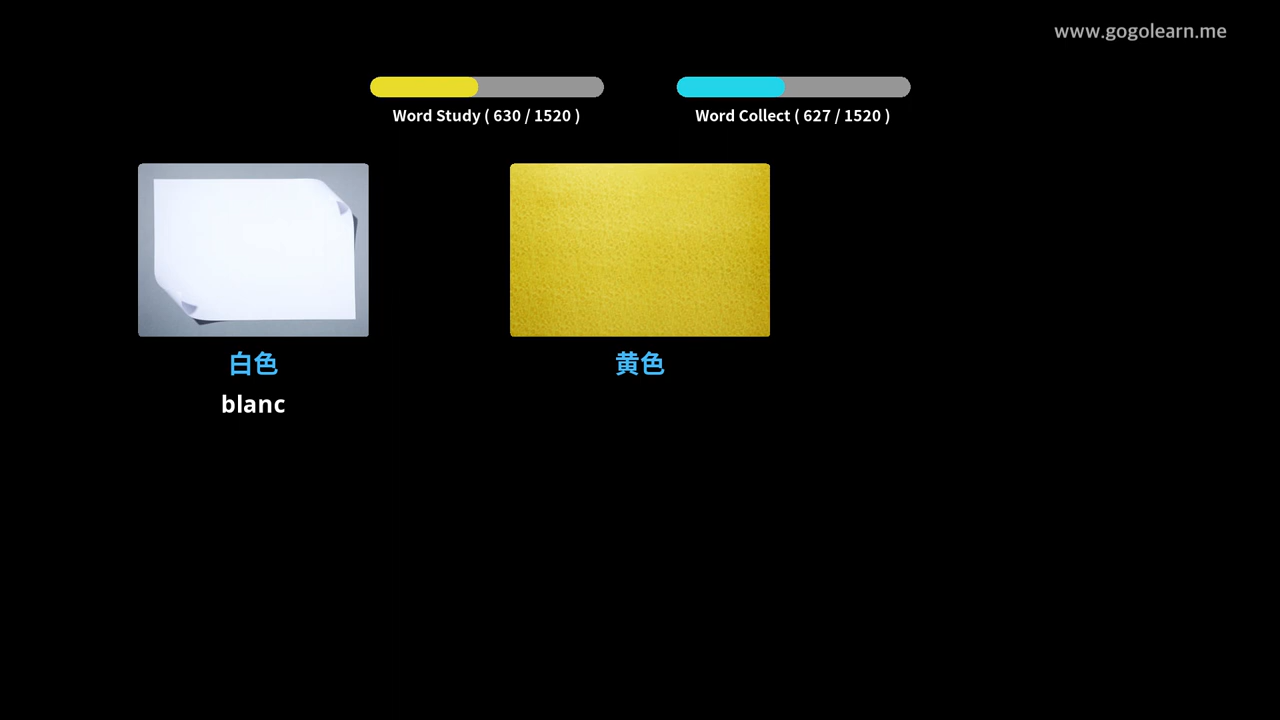 www.gogolearn.me
Word Study ( 630 / 1520 )
Word Collect ( 627 / 1520 )
白色
黄色
blanc